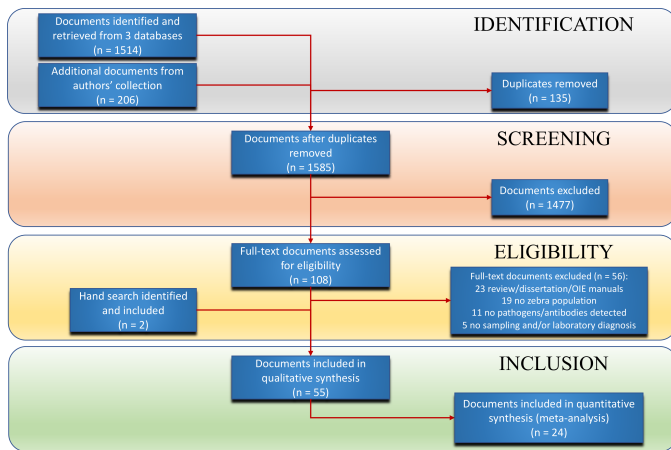 IDENTIFICATION
Documents identified and
retrieved from 3 databases
(n = 1514)
Additional documents from
authors' collection
(n = 206)
Duplicates removed
(n = 135)
SCREENING
Documents after duplicates
removed
(n = 1585)
Documents excluded
(n = 1477)
ELIGIBILITY
Full-text documents assessed
for eligibility
(n = 108)
Full-text documents excluded (n = 56):
23 review/dissertation/OIE manuals
19 no zebra population
11 no pathogens/antibodies detected
5 no sampling and/or laboratory diagnosis
Hand search identified
and included
(n = 2)
INCLUSION
Documents included in
qualitative synthesis
(n = 55)
Documents included in quantitative
synthesis (meta-analysis)
(n = 24)